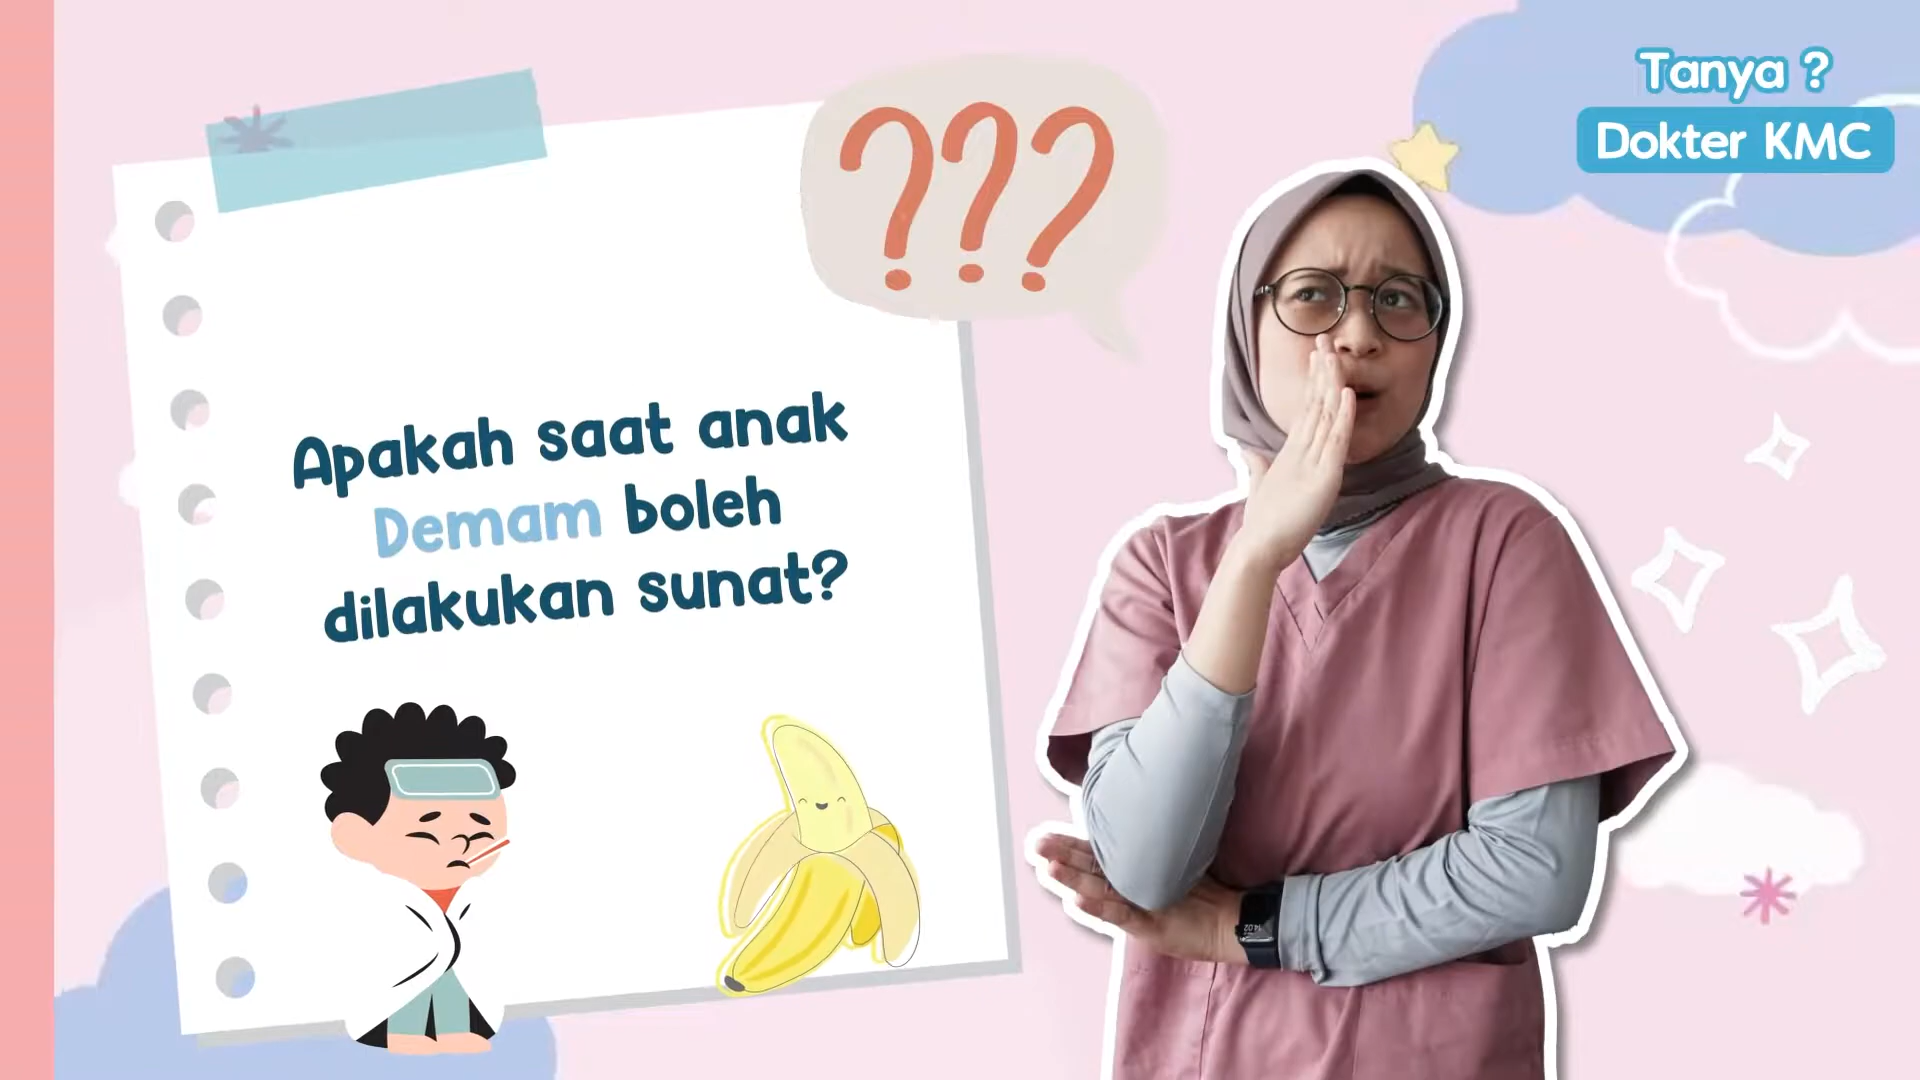 Tanya ?
Dokter KMC
???
Apakah saat anak
Demam boleh
dilakukan sunat?